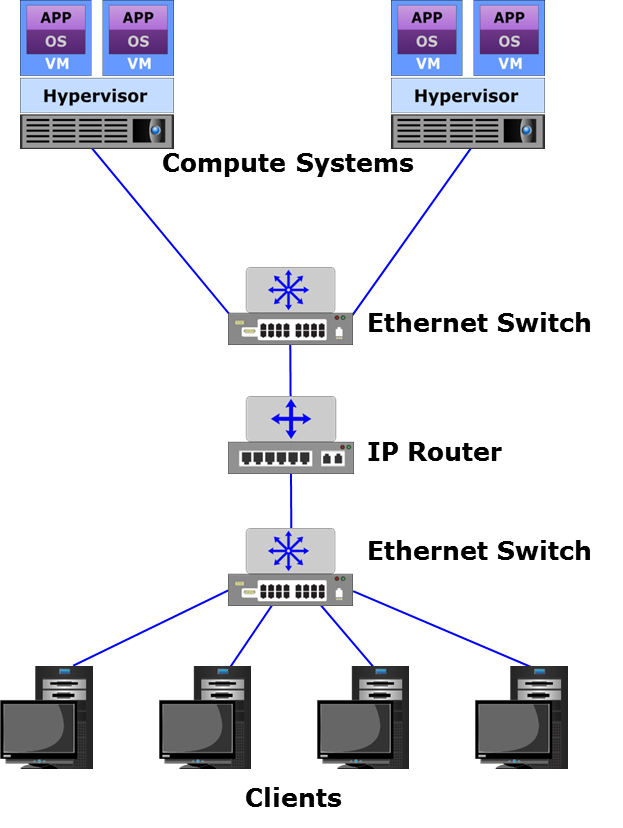 APP APP APP APP
OS OS OS OS
VM VM VM VM
Hypervisor Hypervisor
Compute Systems
Ethernet Switch
IP Router
Ethernet Switch
Clients